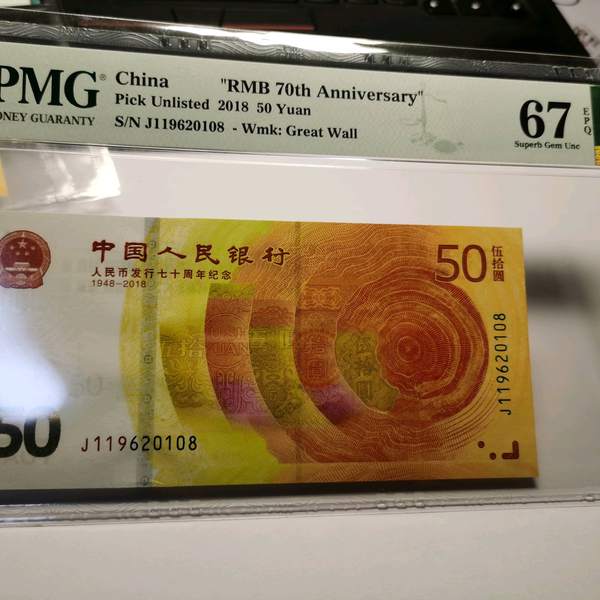 PMG® China "RMB 70th Anniversary"
Pick Unlisted 2018 50 Yuan
S/N J119620108 - Wmk: Great Wall
67 EPQ
Superb Gem Unc
中国人民银行
人民币发行七十周年纪念
1948-2018
50 伍拾圆
J119620108
50
J119620108